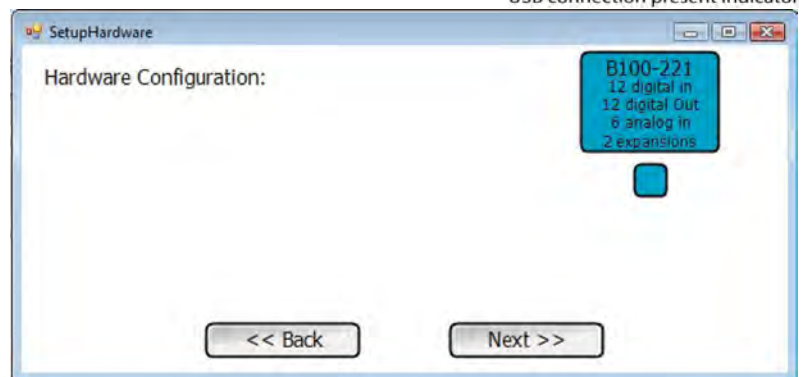 USB connection present indicator
SetupHardware
Hardware Configuration:
B100-221
12 digital in
12 digital Out
6 analog in
2 expansions
<< Back
Next >>